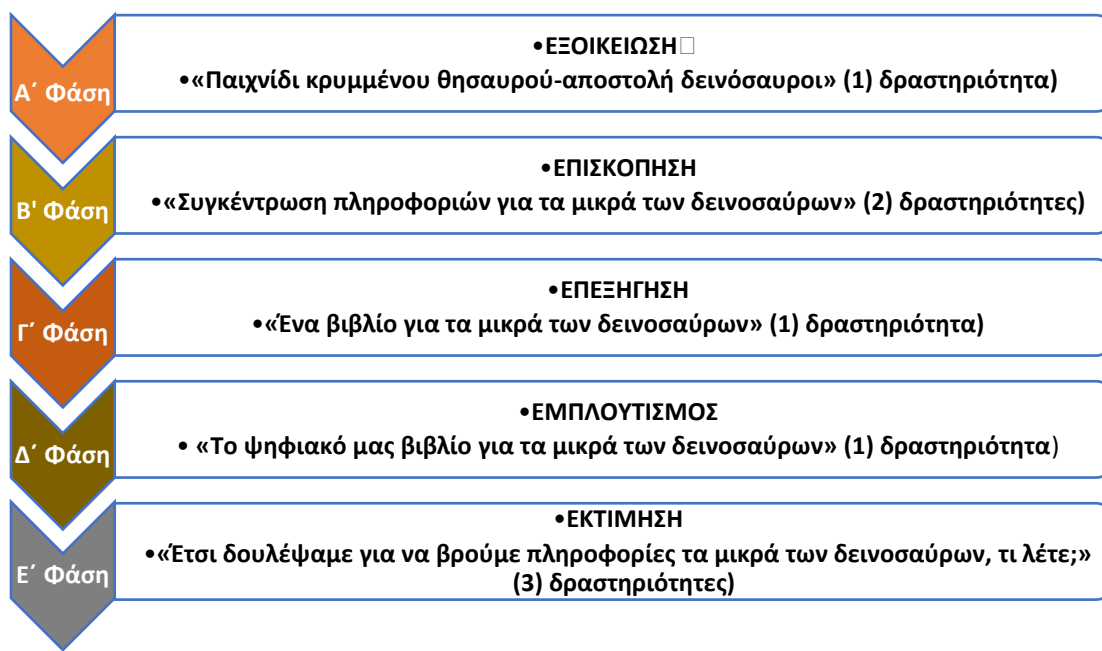 Α΄ Φάση
•ΕΞΟΙΚΕΙΩΣΗ□
•«Παιχνίδι κρυμμένου θησαυρού-αποστολή δεινόσαυροι» (1) δραστηριότητα)
Β' Φάση
•ΕΠΙΣΚΟΠΗΣΗ
•«Συγκέντρωση πληροφοριών για τα μικρά των δεινοσαύρων» (2) δραστηριότητες)
Γ΄ Φάση
•ΕΠΕΞΗΓΗΣΗ
•«Ένα βιβλίο για τα μικρά των δεινοσαύρων» (1) δραστηριότητα)
Δ΄ Φάση
•ΕΜΠΛΟΥΤΙΣΜΟΣ
• «Το ψηφιακό μας βιβλίο για τα μικρά των δεινοσαύρων» (1) δραστηριότητα)
Ε΄ Φάση
•ΕΚΤΙΜΗΣΗ
•«Έτσι δουλέψαμε για να βρούμε πληροφορίες τα μικρά των δεινοσαύρων, τι λέτε;»
(3) δραστηριότητες)